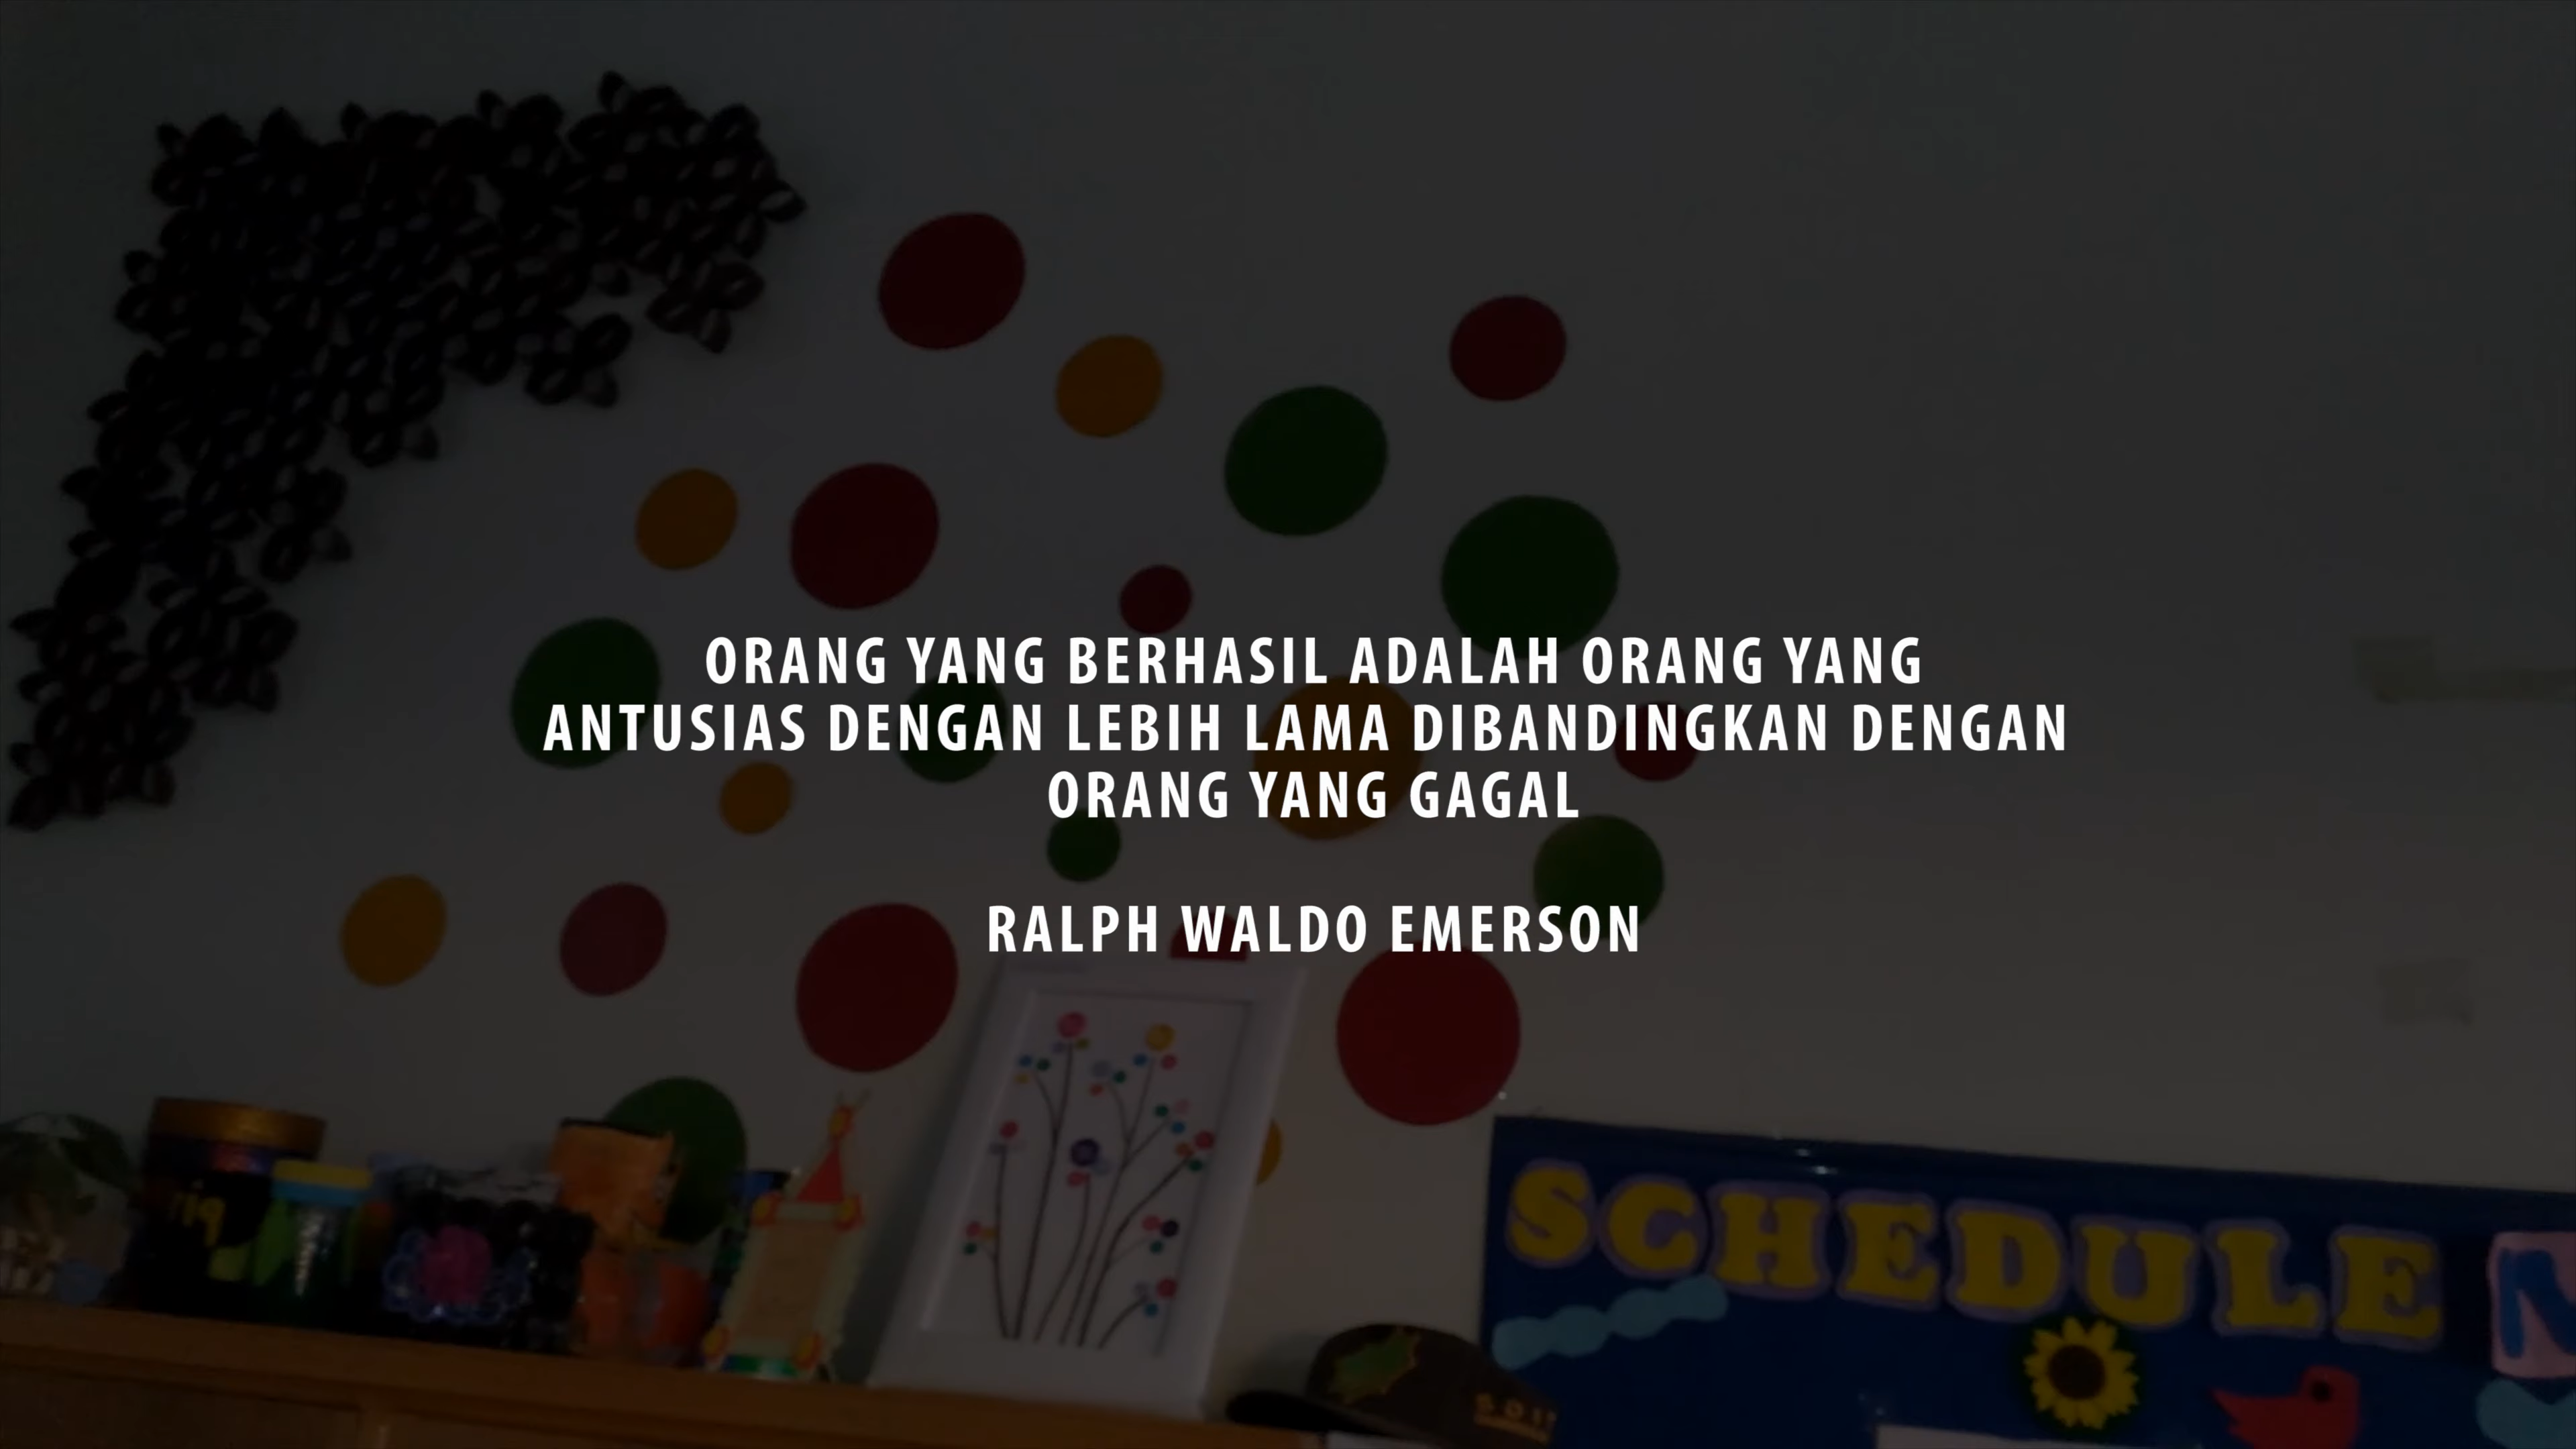 ORANG YANG BERHASIL ADALAH ORANG YANG
ANTUSIAS DENGAN LEBIH LAMA DIBANDINGKAN DENGAN
ORANG YANG GAGAL
RALPH WALDO EMERSON
SCHEDULE